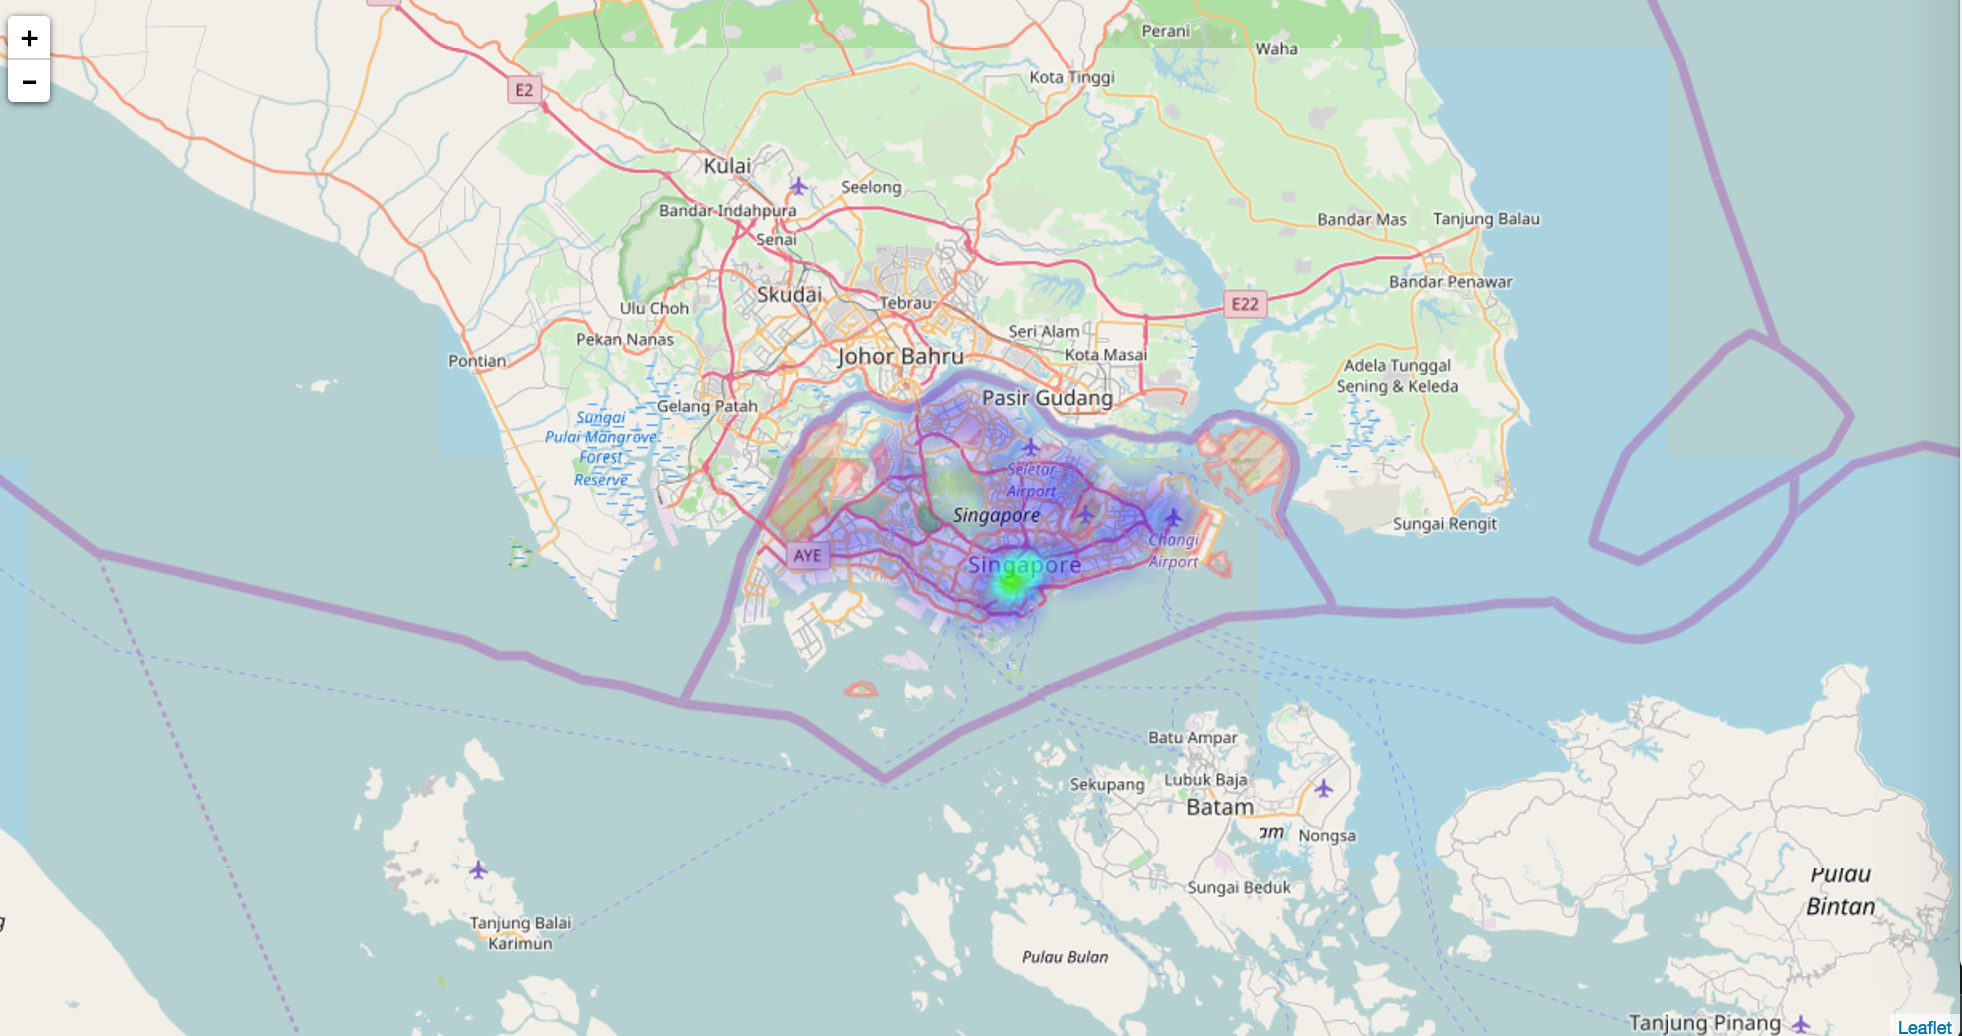 +
-
Perani
Waha
Kota Tinggi
E2
Kulai
Seelong
Bandar Indahpura
Senai
Bandar Mas
Tanjung Balau
Bandar Penawar
Skudai
Ulu Choh
Tebrau
E22
Pekan Nanas
Seri Alam
Pontian
Johor Bahru
Kota Masai
Adela Tunggal
Sening & Keleda
Gelang Patah
Pasir Gudang
Sungai
Pulai Mangrove
Forest
Reserve
Seletar
Airport
Singapore
Sungai Rengit
AYE
Changi
Airport
Singapore
Batu Ampar
Sekupang
Lubuk Baja
Batam
am
Nongsa
Sungai Beduk
Pulau
Bintan
Tanjung Balai
Karimun
Pulau Bulan
Tanjung Pinang
Leaflet